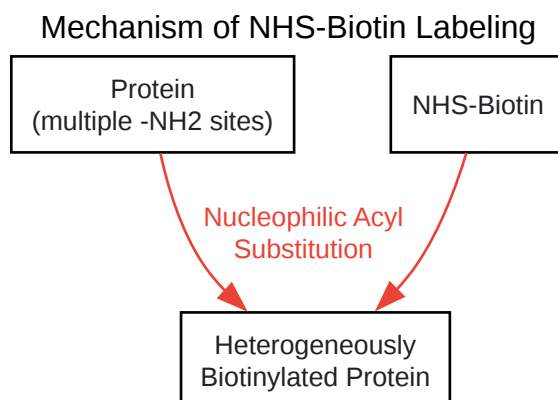 Mechanism of NHS-Biotin Labeling
Protein
(multiple -NH2 sites)
NHS-Biotin
Nucleophilic Acyl
Substitution
Heterogeneously
Biotinylated Protein